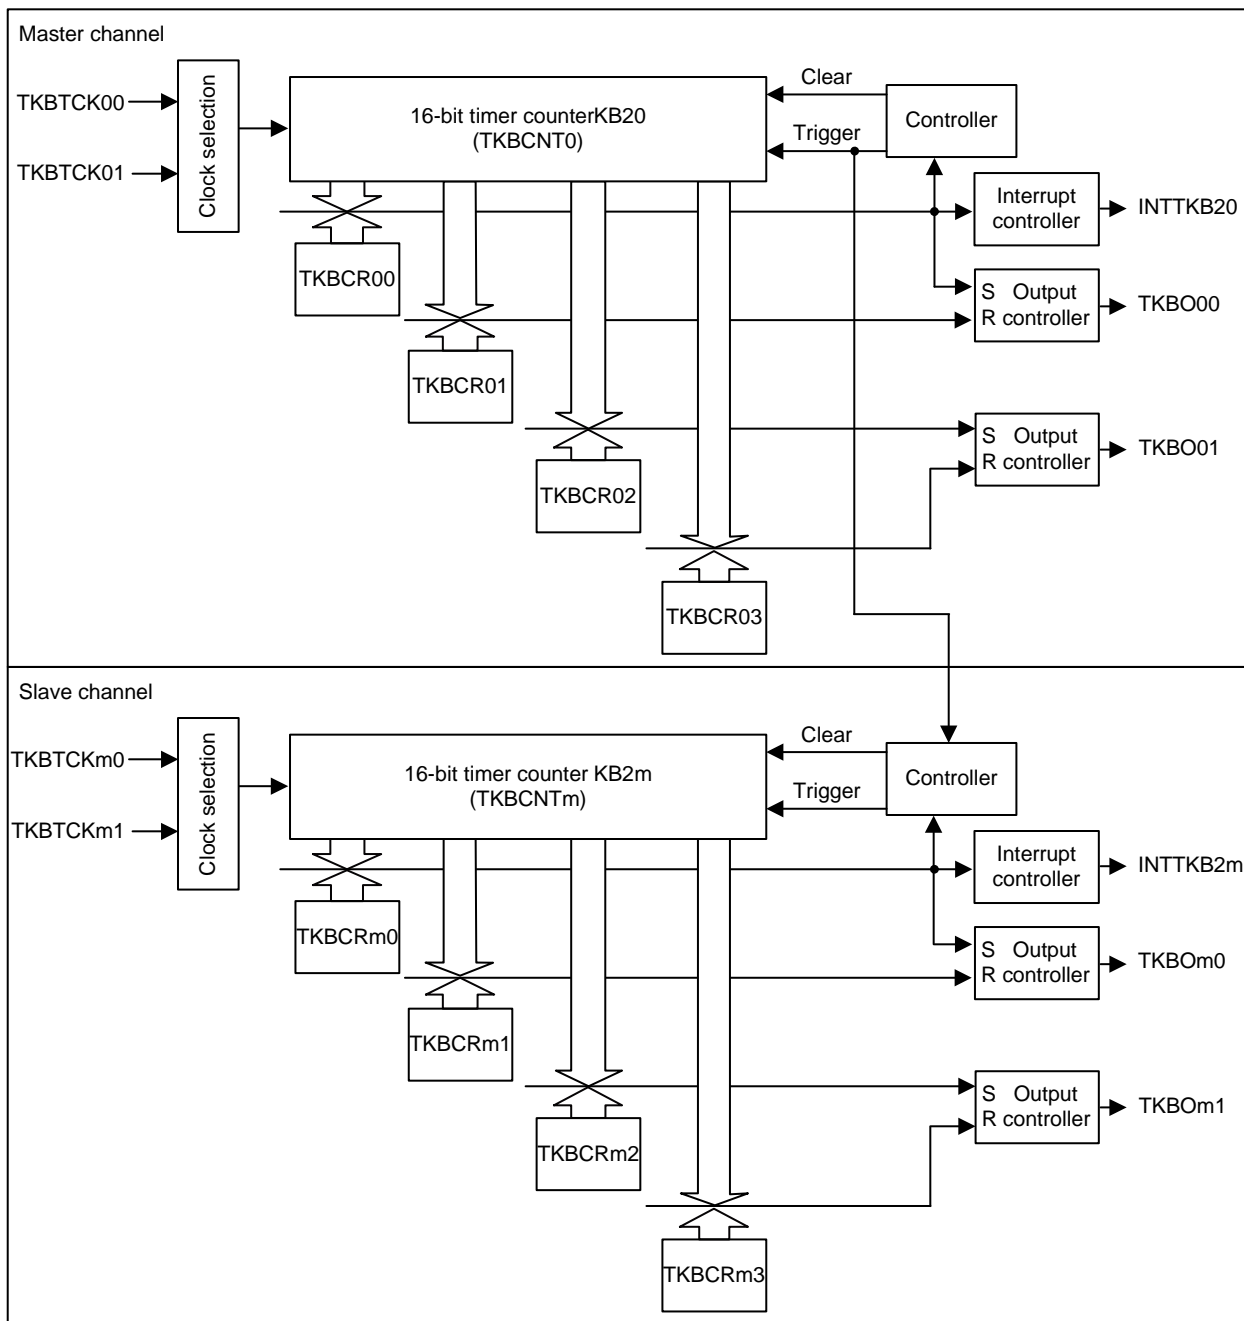 Master channel
TKBTCK00
TKBTCK01
Clock selection
16-bit timer counterKB20
(TKBCNT0)
Clear
Trigger
Controller
Interrupt
controller
INTTKB20
TKBCR00
S Output
R controller
TKBO00
TKBCR01
S Output
R controller
TKBO01
TKBCR02
TKBCR03
Slave channel
TKBTCKm0
TKBTCKm1
Clock selection
16-bit timer counter KB2m
(TKBCNTm)
Clear
Trigger
Controller
Interrupt
controller
INTTKB2m
TKBCRm0
S Output
R controller
TKBOm0
TKBCRm1
S Output
R controller
TKBOm1
TKBCRm2
TKBCRm3